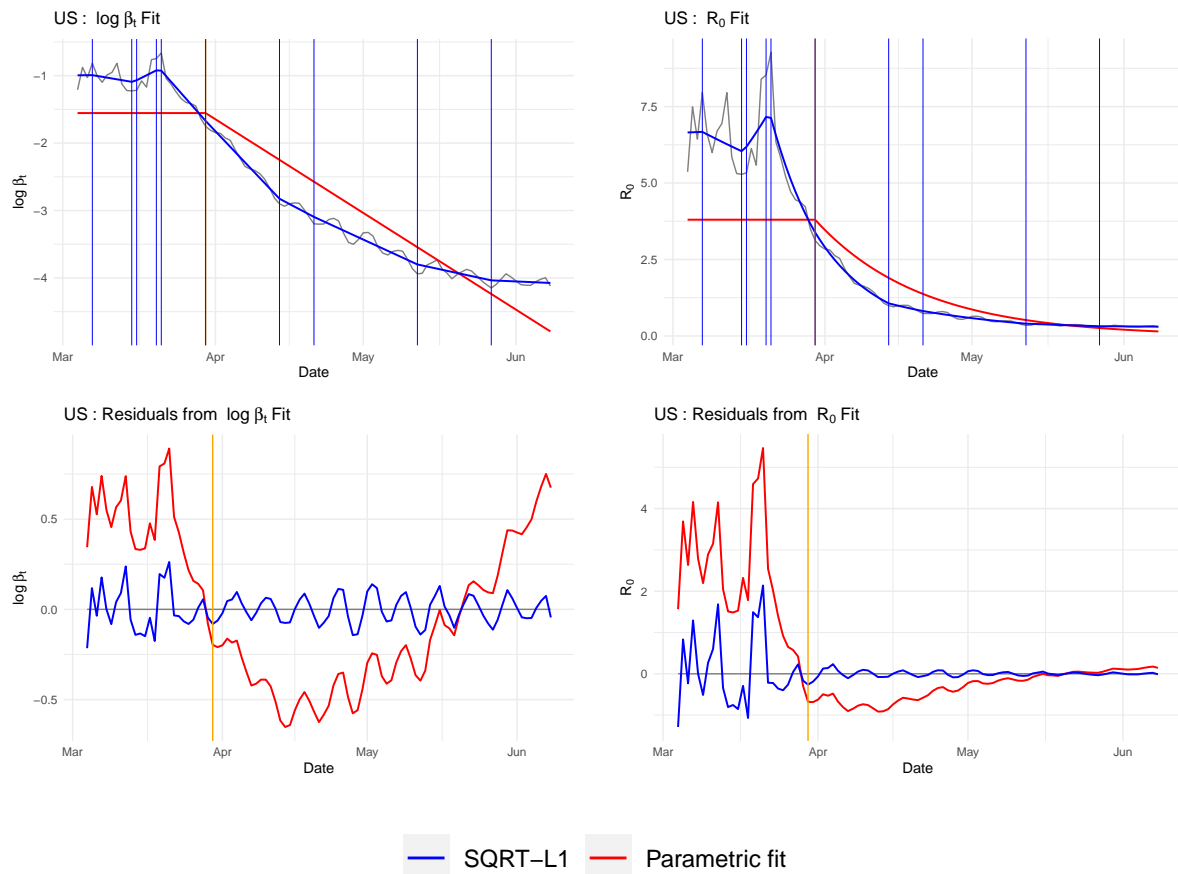 US : log βt Fit
−1
−2
−3
−4
log βt
Mar
Apr
May
Jun
Date
US : R0 Fit
7.5
5.0
2.5
0.0
R0
Mar
Apr
May
Jun
Date
US : Residuals from log βt Fit
0.5
0.0
−0.5
log βt
Mar
Apr
May
Jun
Date
US : Residuals from R0 Fit
4
2
0
R0
Mar
Apr
May
Jun
Date
SQRT−L1
Parametric fit